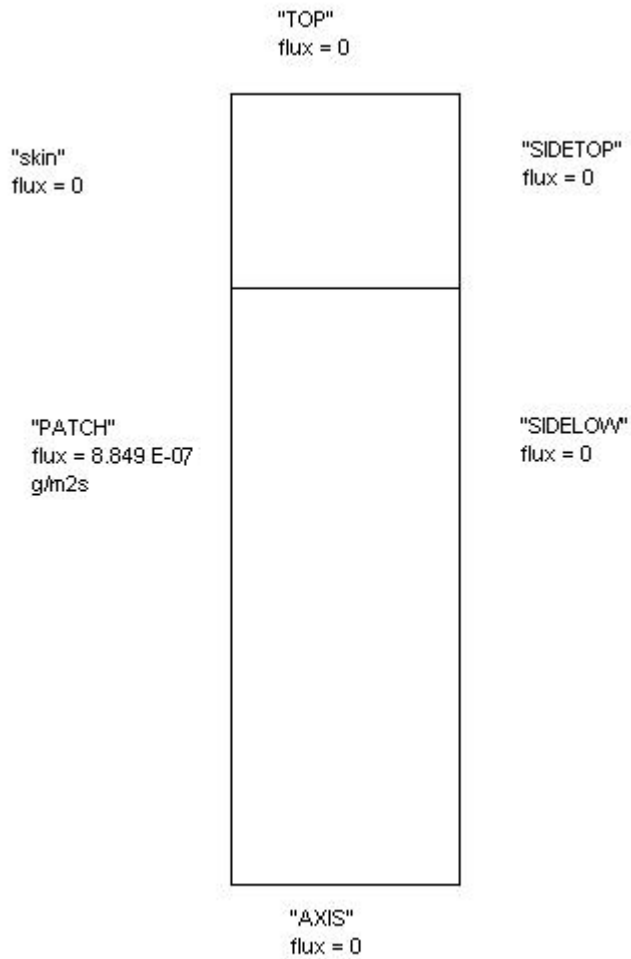 "TOP"
flux = 0
"skin"
flux = 0
"SIDETOP"
flux = 0
"PATCH"
flux = 8.849 E-07
g/m2s
"SIDELOW"
flux = 0
"AXIS"
flux = 0